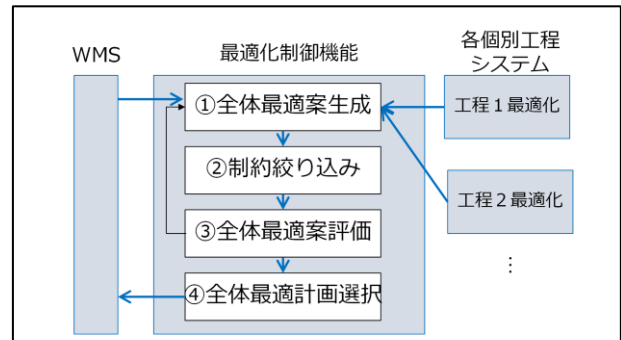 WMS
最適化制御機能
各個別工程
システム
①全体最適案生成
②制約絞り込み
③全体最適案評価
④全体最適計画選択
工程1最適化
工程2最適化
⋮